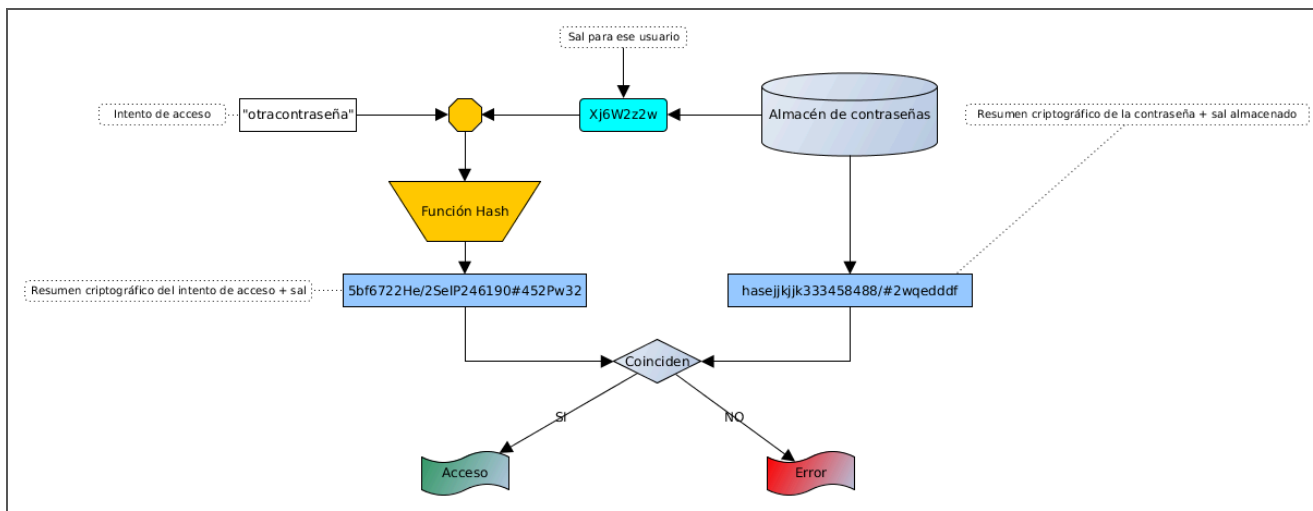 Sal para ese usuario
Intento de acceso
"otracontraseña"
Xj6W2z2w
Almacén de contraseñas
Resumen criptográfico de la contraseña + sal almacenado
Función Hash
Resumen criptográfico del intento de acceso + sal
5bf6722He/2SelP246190#452Pw32
hasejjkjjk333458488/#2wqedddf
Coinciden
SI
NO
Acceso
Error